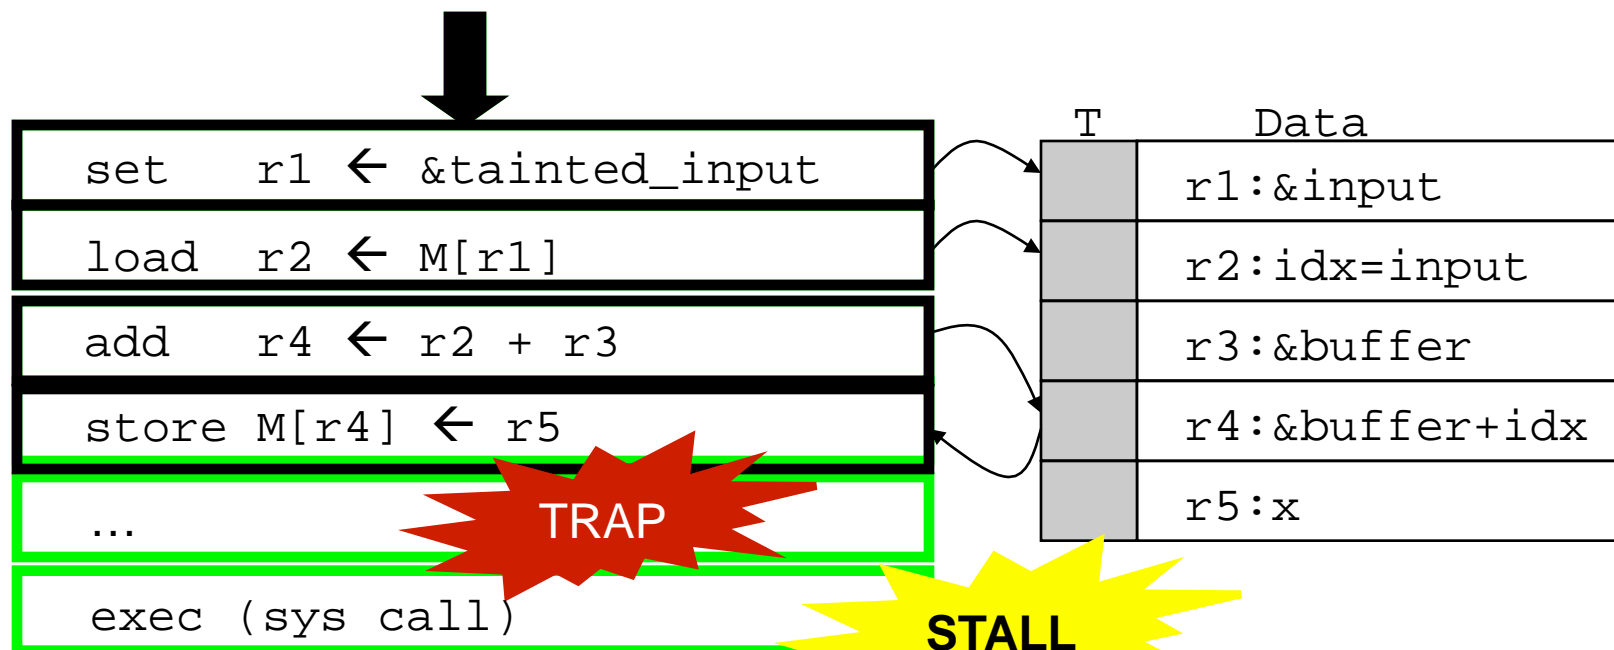 T Data
set r1 ← &tainted_input
r1:&input
load r2 ← M[r1]
r2:idx=input
add r4 ← r2 + r3
r3:&buffer
store M[r4] ← r5
r4:&buffer+idx
...
TRAP
r5:x
exec (sys call)
STALL